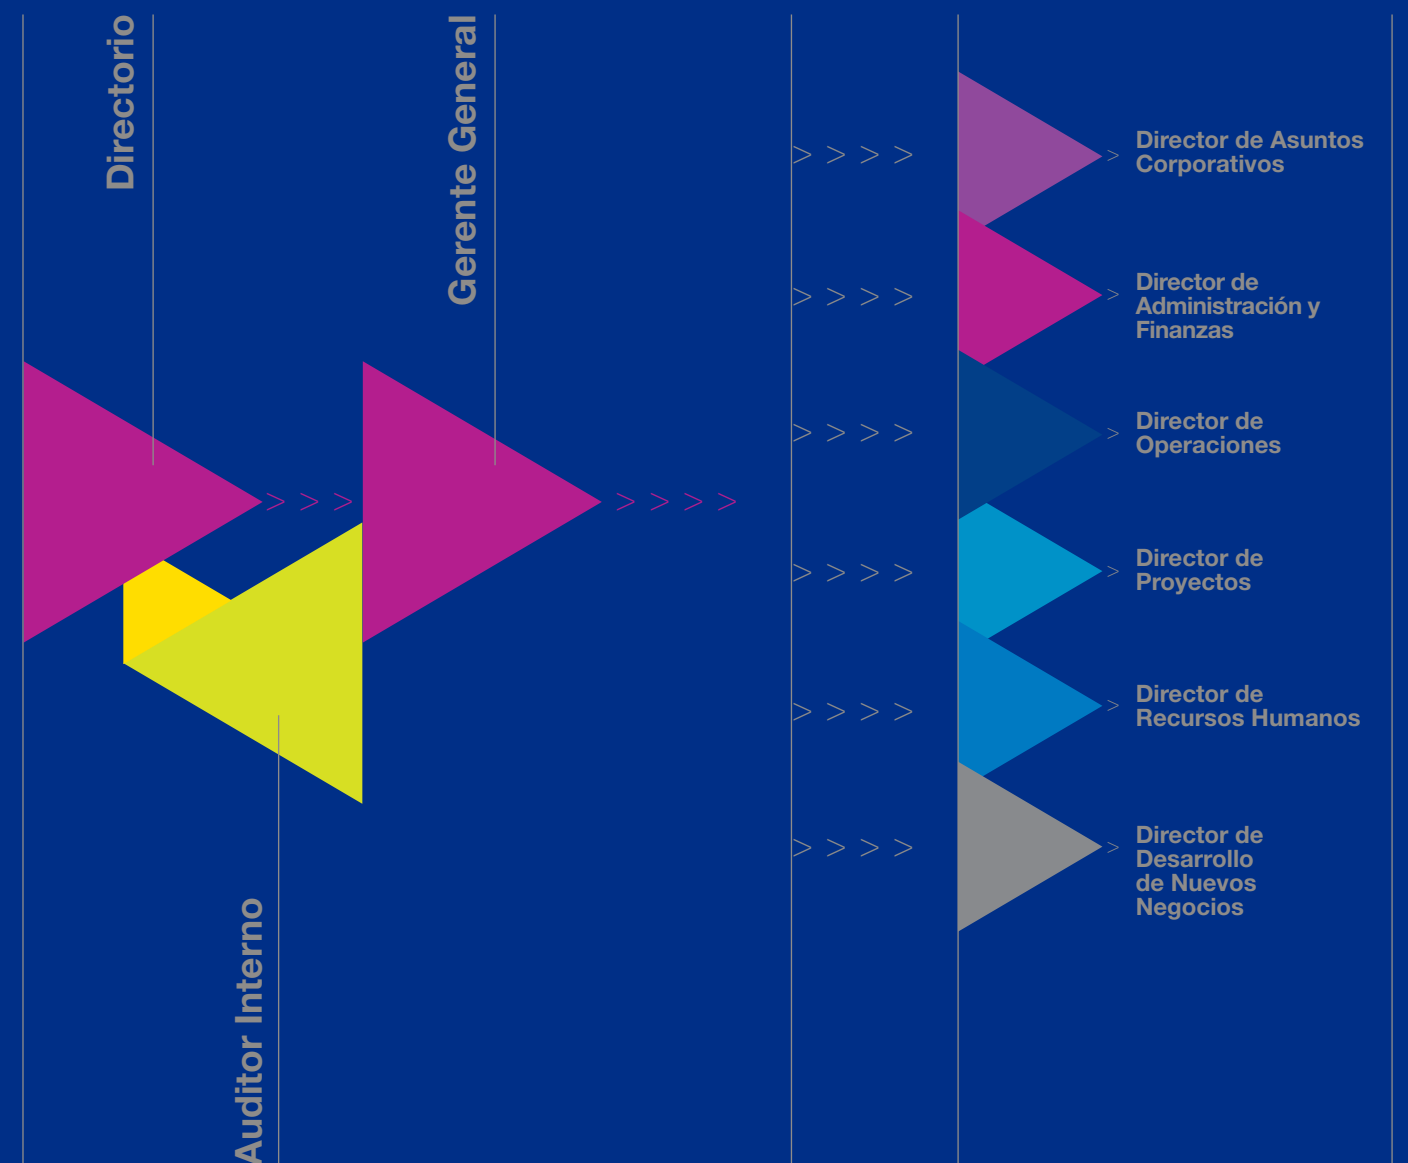 Directorio
Gerente General
Auditor Interno
> > >
> > > >
> > > > > Director de Asuntos
Corporativos
> > > > > Director de
Administración y
Finanzas
> > > > > Director de
Operaciones
> > > > > Director de
Proyectos
> > > > > Director de
Recursos Humanos
> > > > > Director de
Desarrollo
de Nuevos
Negocios